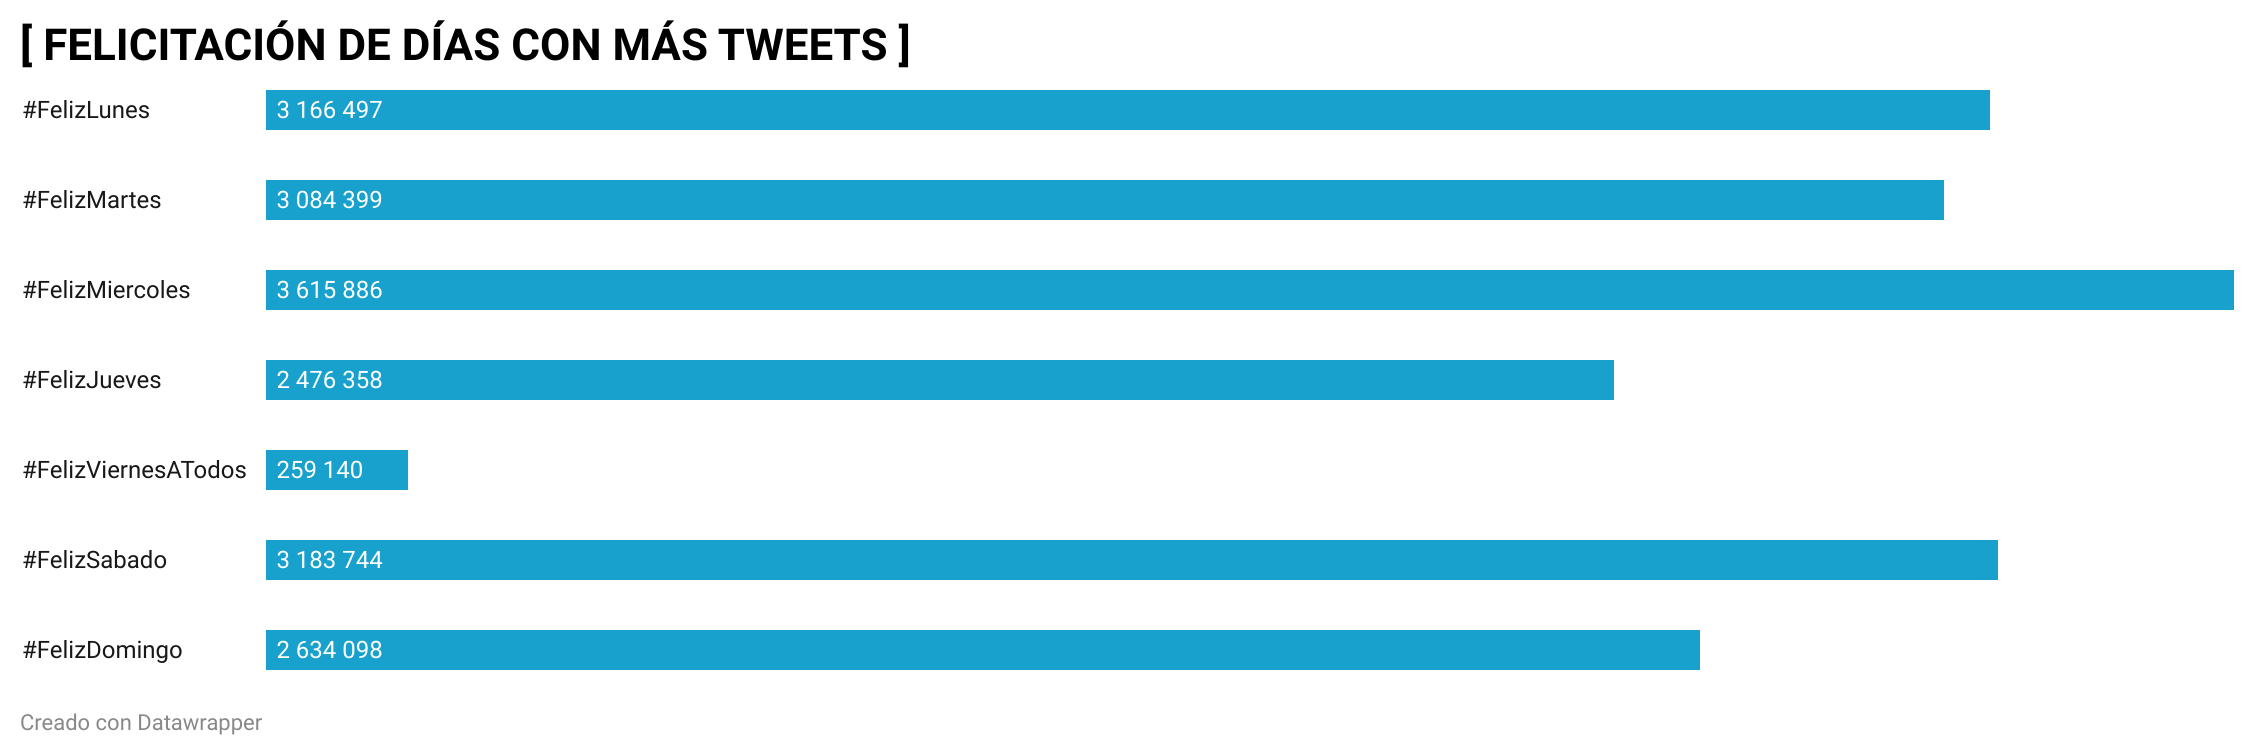 [ FELICITACIÓN DE DÍAS CON MÁS TWEETS ]
#FelizLunes 3 166 497
#FelizMartes 3 084 399
#FelizMiercoles 3 615 886
#FelizJueves 2 476 358
#FelizViernesATodos 259 140
#FelizSabado 3 183 744
#FelizDomingo 2 634 098
Creado con Datawrapper